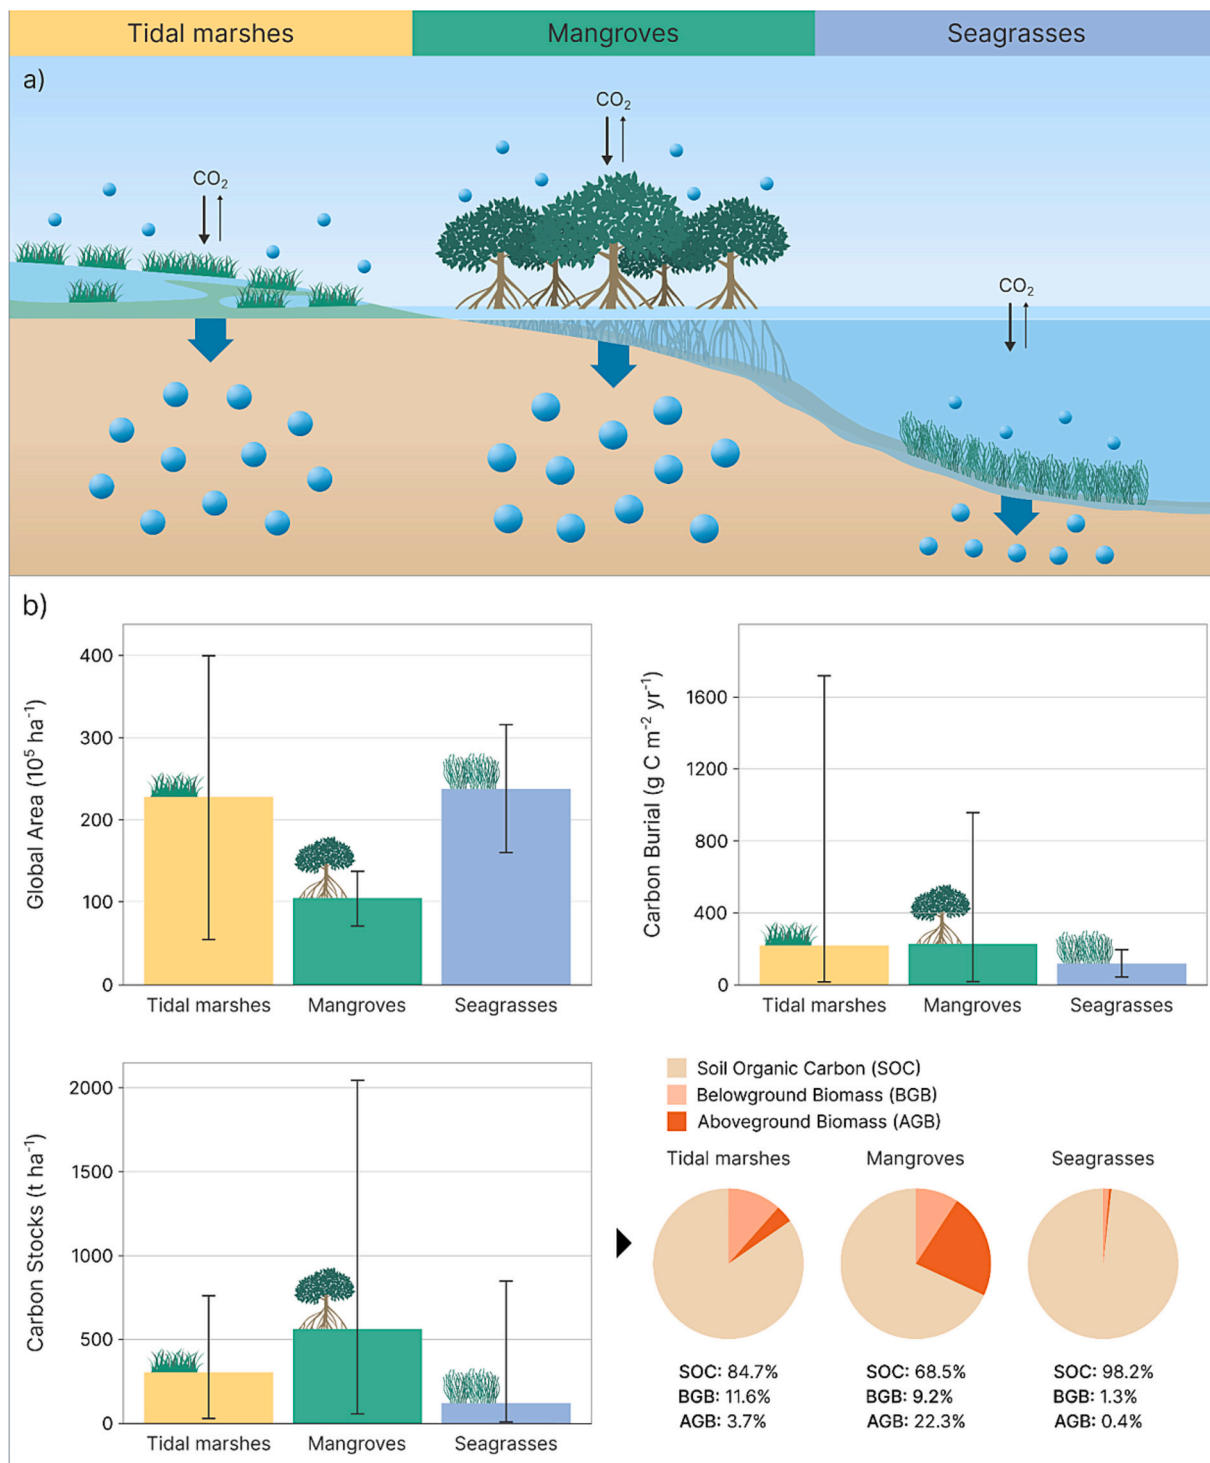 Tidal marshes
Mangroves
Seagrasses
a)
CO₂
CO₂
CO₂
b)
Global Area (10⁵ ha⁻¹)
400
300
200
100
0
Tidal marshes
Mangroves
Seagrasses
Carbon Burial (g C m⁻² yr⁻¹)
1600
1200
800
400
0
Tidal marshes
Mangroves
Seagrasses
Carbon Stocks (t ha⁻¹)
2000
1500
1000
500
0
Tidal marshes
Mangroves
Seagrasses
Soil Organic Carbon (SOC)
Belowground Biomass (BGB)
Aboveground Biomass (AGB)
Tidal marshes
Mangroves
Seagrasses
SOC: 84.7%
BGB: 11.6%
AGB: 3.7%
SOC: 68.5%
BGB: 9.2%
AGB: 22.3%
SOC: 98.2%
BGB: 1.3%
AGB: 0.4%